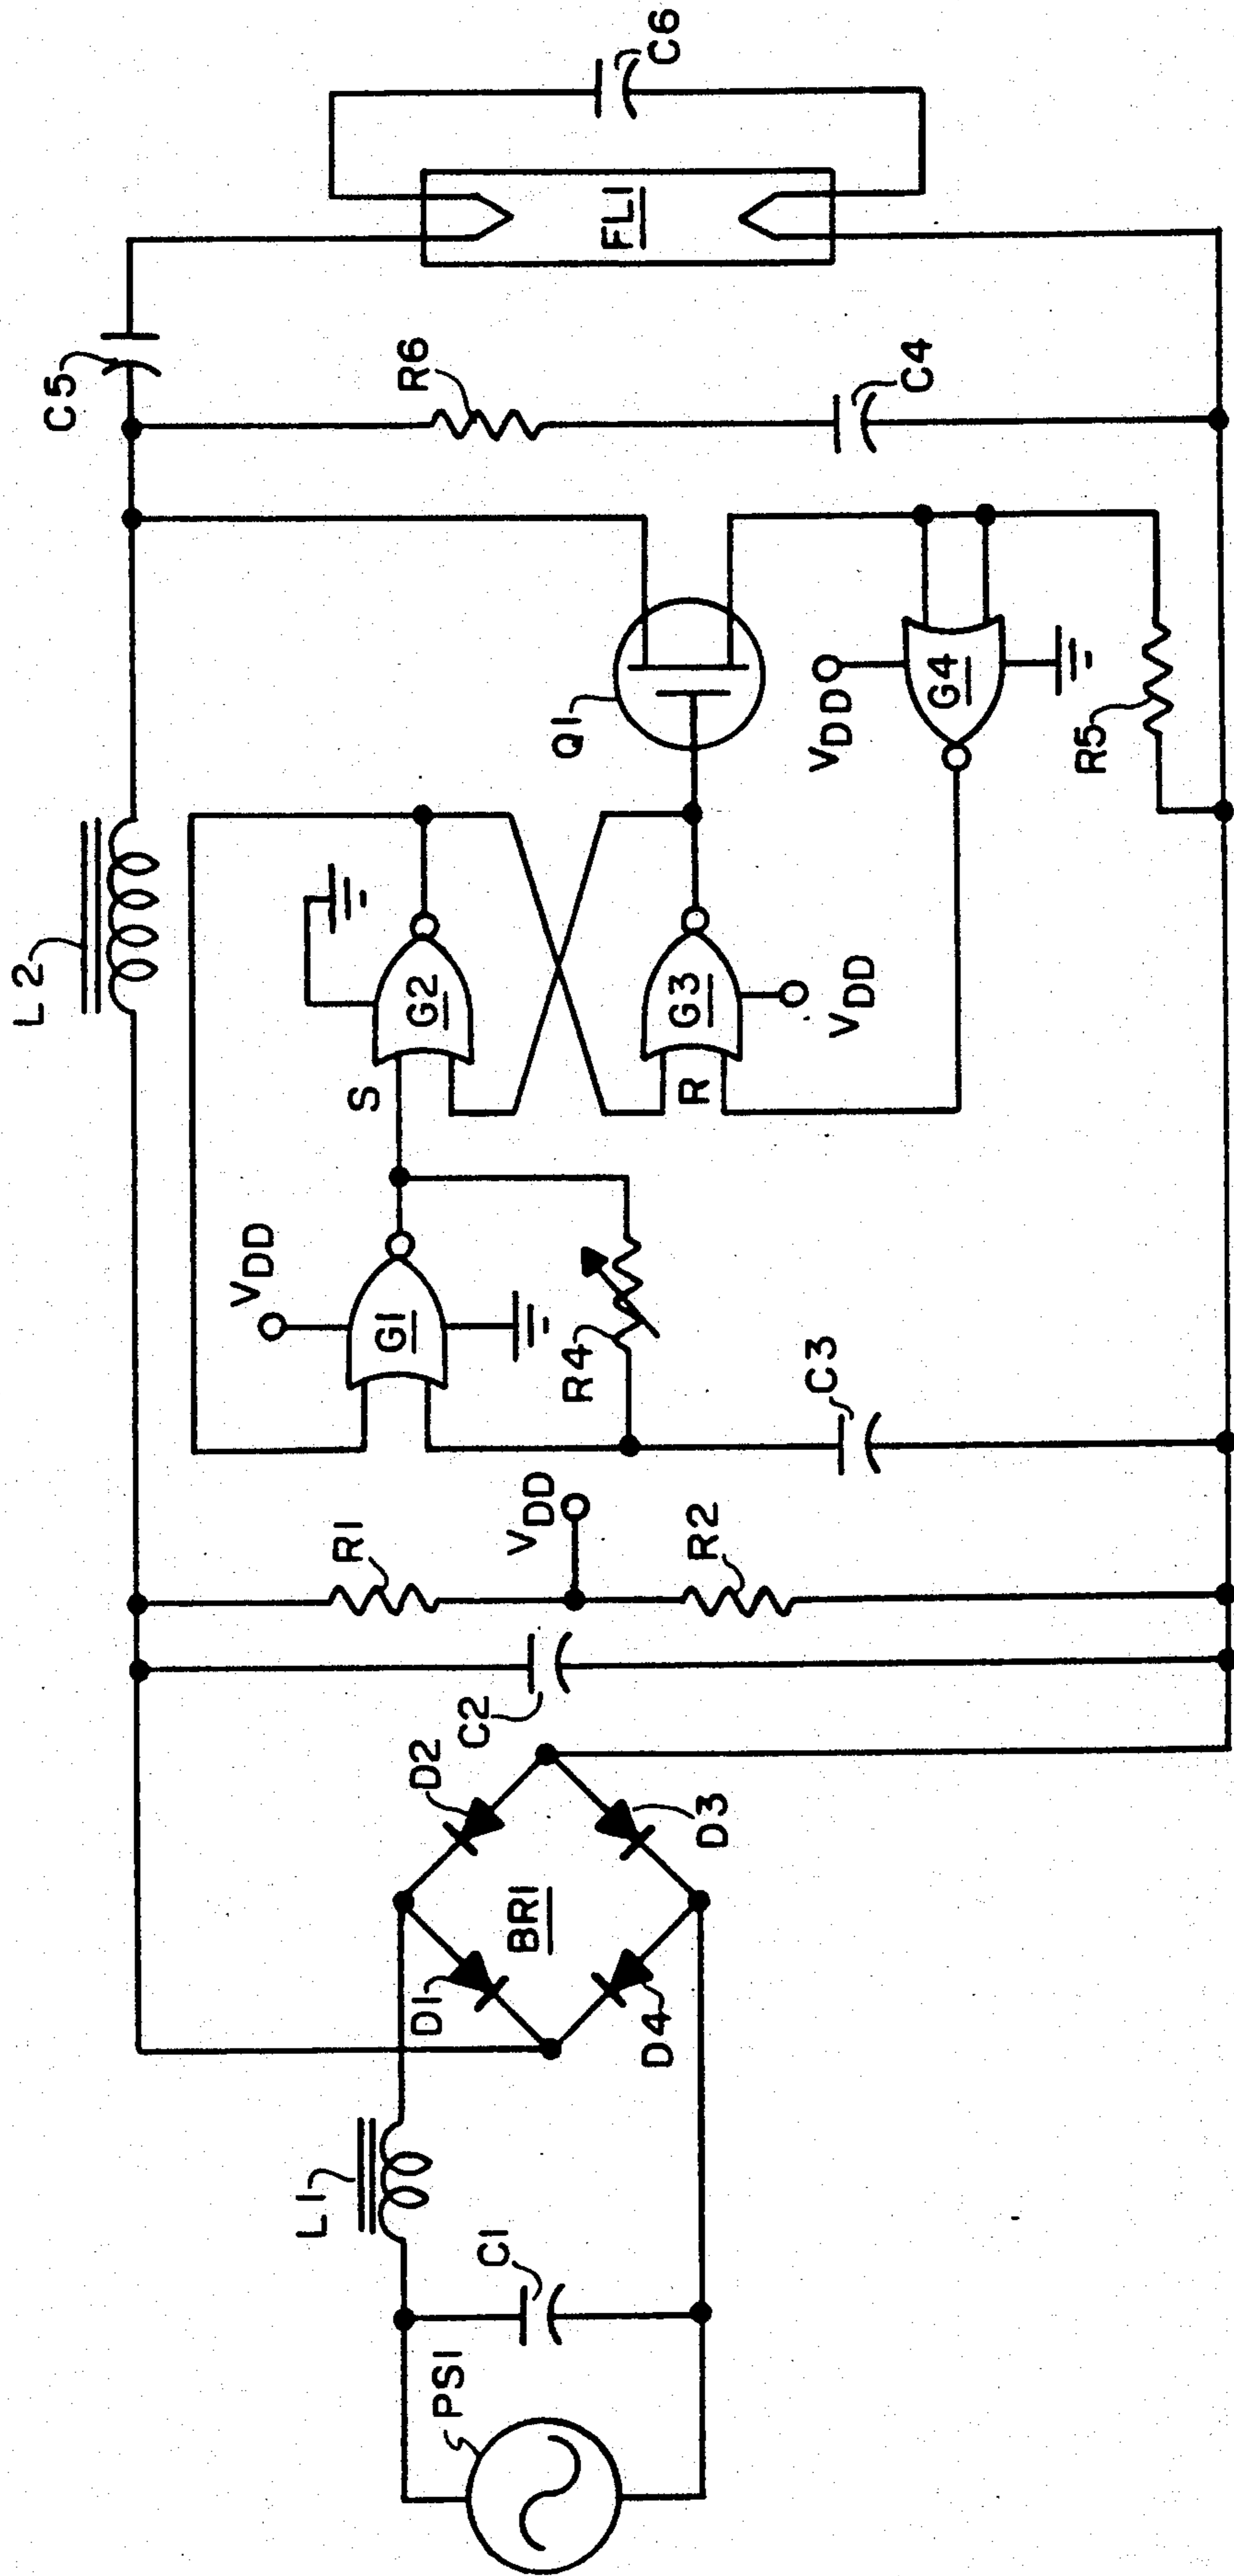 PS1
C1
L1
D1
D2
BR1
D4
D3
C2
R1
VDD
R2
VDD
G1
R4
C3
S
G2
R
G3
VDD
L2
Q1
VDD
G4
R5
C5
R6
C4
FL1
C6